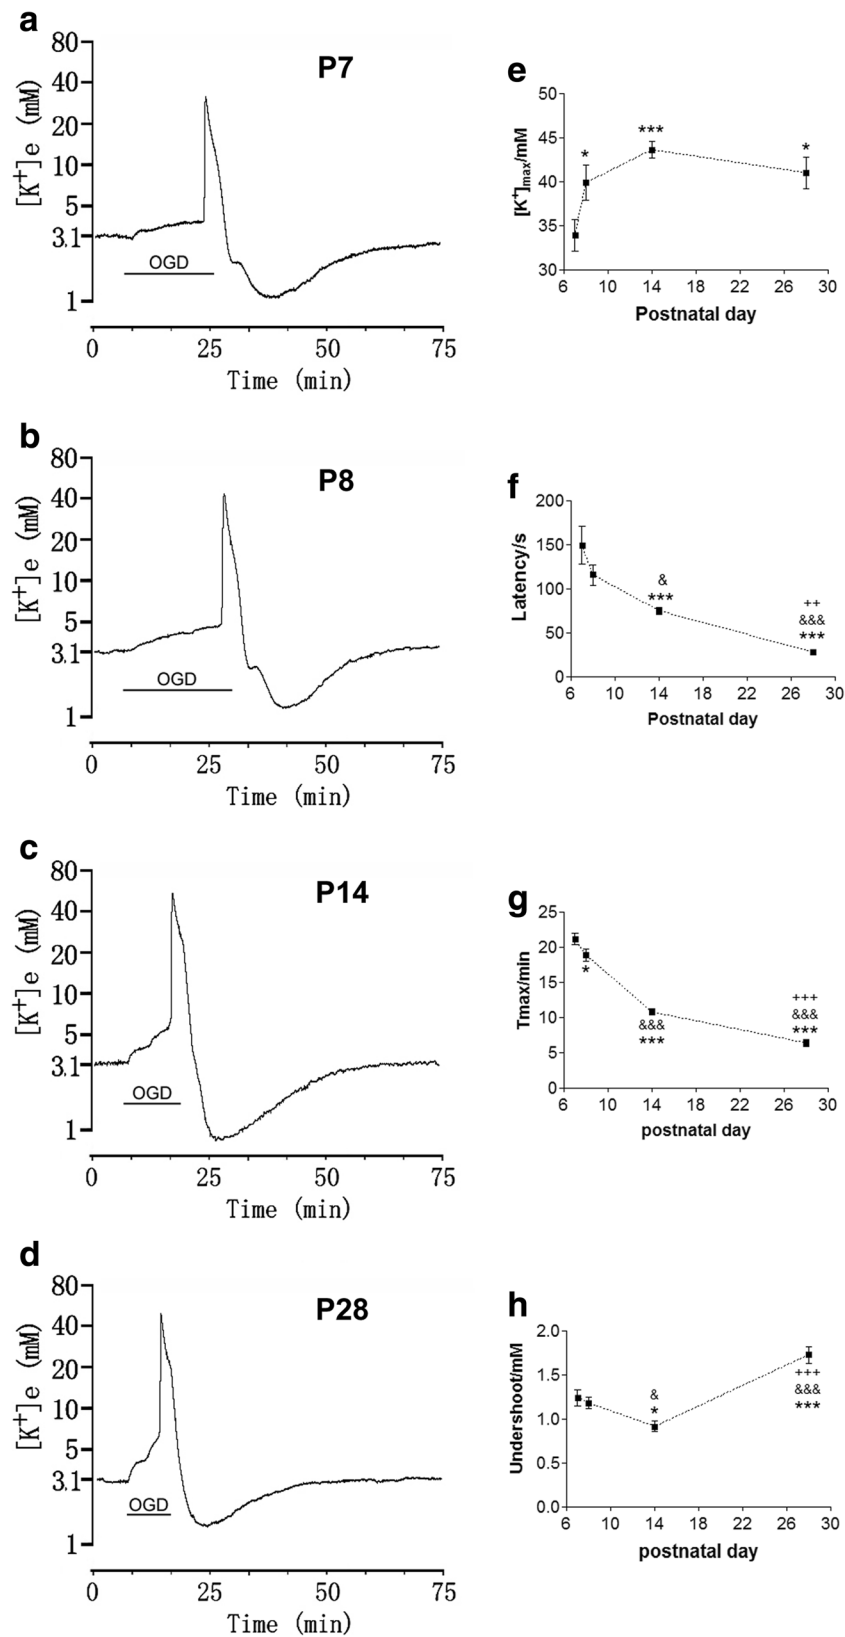 a
P7
[K+]e (mM)
80
40
20
10
5
3.1
1
OGD
0 25 50 75
Time (min)
b
P8
[K+]e (mM)
80
40
20
10
5
3.1
1
OGD
0 25 50 75
Time (min)
c
P14
[K+]e (mM)
80
40
20
10
5
3.1
1
OGD
0 25 50 75
Time (min)
d
P28
[K+]e (mM)
80
40
20
10
5
3.1
1
OGD
0 25 50 75
Time (min)
e
[K+]max/mM
50
45
40
35
30
*
***
*
6 10 14 18 22 26 30
Postnatal day
f
Latency/s
200
150
100
50
0
&
***
++
&&&
***
6 10 14 18 22 26 30
Postnatal day
g
Tmax/min
25
20
15
10
5
0
*
&&&
***
+++
&&&
***
6 10 14 18 22 26 30
postnatal day
h
Undershoot/mM
2.0
1.5
1.0
0.5
0.0
&
*
+++
&&&
***
6 10 14 18 22 26 30
postnatal day